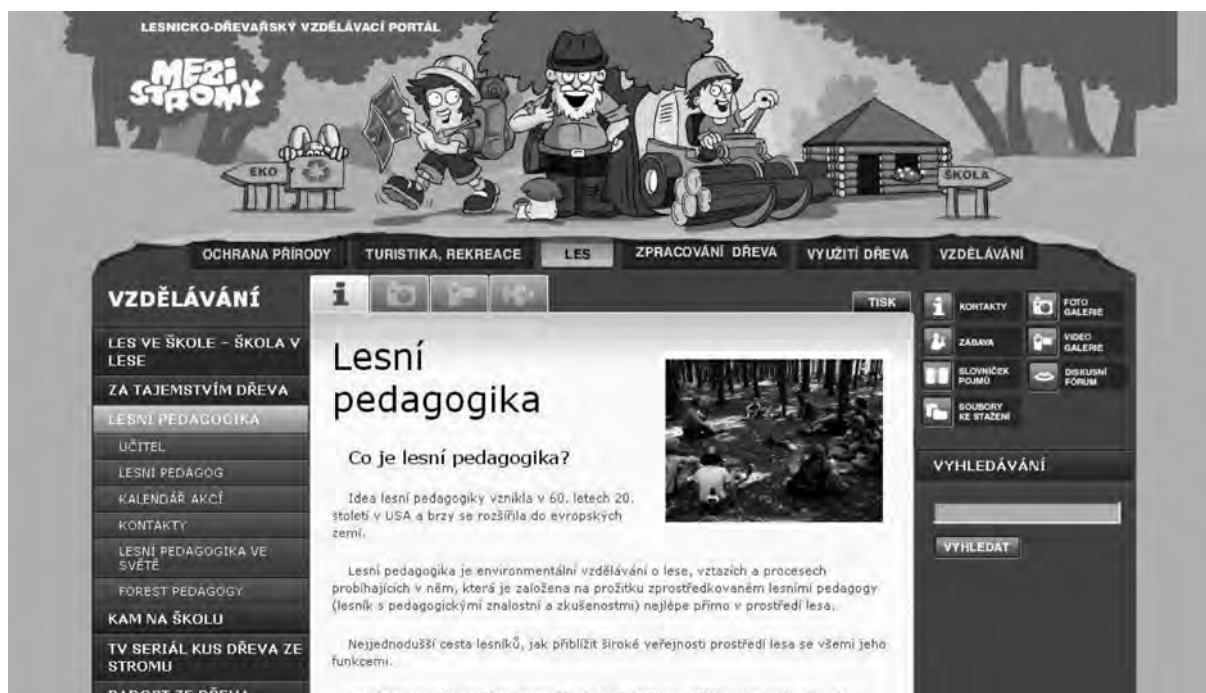 LESNICKO-DŘEVAŘSKÝ VZDĚLÁVACÍ PORTÁL
MEZI
STROMY
EKO
ŠKOLA
OCHRANA PŘÍRODY
TURISTIKA, REKREACE
LES
ZPRACOVÁNÍ DŘEVA
VYUŽITÍ DŘEVA
VZDĚLÁVÁNÍ
VZDĚLÁVÁNÍ
LES VE ŠKOLE – ŠKOLA V
LESE
ZA TAJEMSTVÍM DŘEVA
LESNÍ PEDAGOGIKA
UČITEL
LESNÍ PEDAGOG
KALENDÁŘ AKCÍ
KONTAKTY
LESNÍ PEDAGOGIKA VE
SVĚTĚ
FOREST PEDAGOGY
KAM NA ŠKOLU
TV SERIÁL KUS DŘEVA ZE
STROMU
RADOST ZE DŘEVA
TISK
Lesní
pedagogika
Co je lesní pedagogika?
Idea lesní pedagogiky vznikla v 60. letech 20.
století v USA a brzy se rozšířila do evropských
zemí.
Lesní pedagogika je environmentální vzdělávání o lese, vztazích a procesech
probíhajících v něm, která je založena na prožitku zprostředkovaném lesními pedagogy
(lesník s pedagogickými znalostní a zkušenostmi) nejlépe přímo v prostředí lesa.
Nejjednodušší cesta lesníků, jak přiblížit široké veřejnosti prostředí lesa se všemi jeho
funkcemi.
KONTAKTY
FOTO
GALERIE
ZÁBAVA
VIDEO
GALERIE
SLOVNÍČEK
POJMŮ
DISKUSNÍ
FÓRUM
SOUBORY
KE STAŽENÍ
VYHLEDÁVÁNÍ
VYHLEDAT